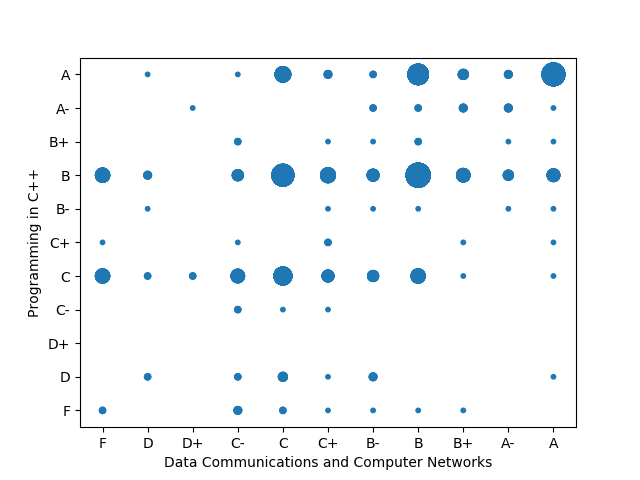 A
A-
B+
B
B-
C+
C
C-
D+
D
F
Programming in C++
F D D+ C- C C+ B- B B+ A- A
Data Communications and Computer Networks